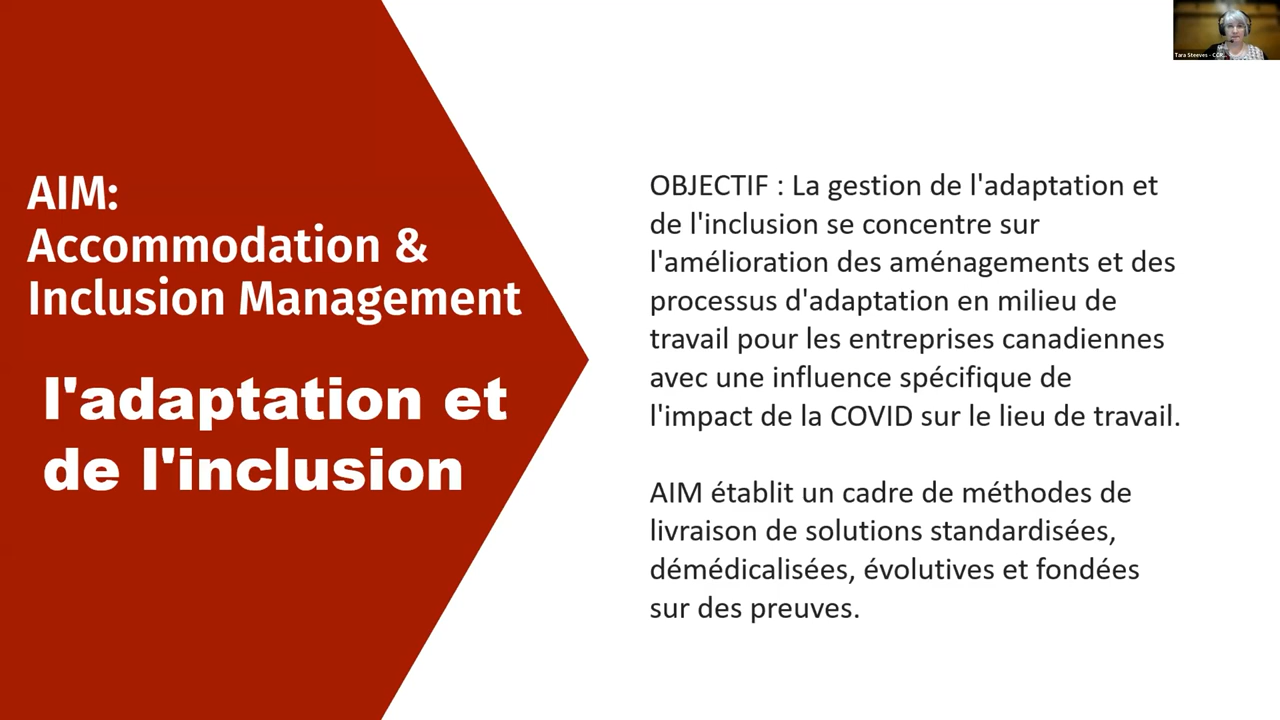 AIM:
Accommodation &
Inclusion Management
l'adaptation et
de l'inclusion
OBJECTIF : La gestion de l'adaptation et
de l'inclusion se concentre sur
l'amélioration des aménagements et des
processus d'adaptation en milieu de
travail pour les entreprises canadiennes
avec une influence spécifique de
l'impact de la COVID sur le lieu de travail.
AIM établit un cadre de méthodes de
livraison de solutions standardisées,
démédicalisées, évolutives et fondées
sur des preuves.
Tara Steeves -